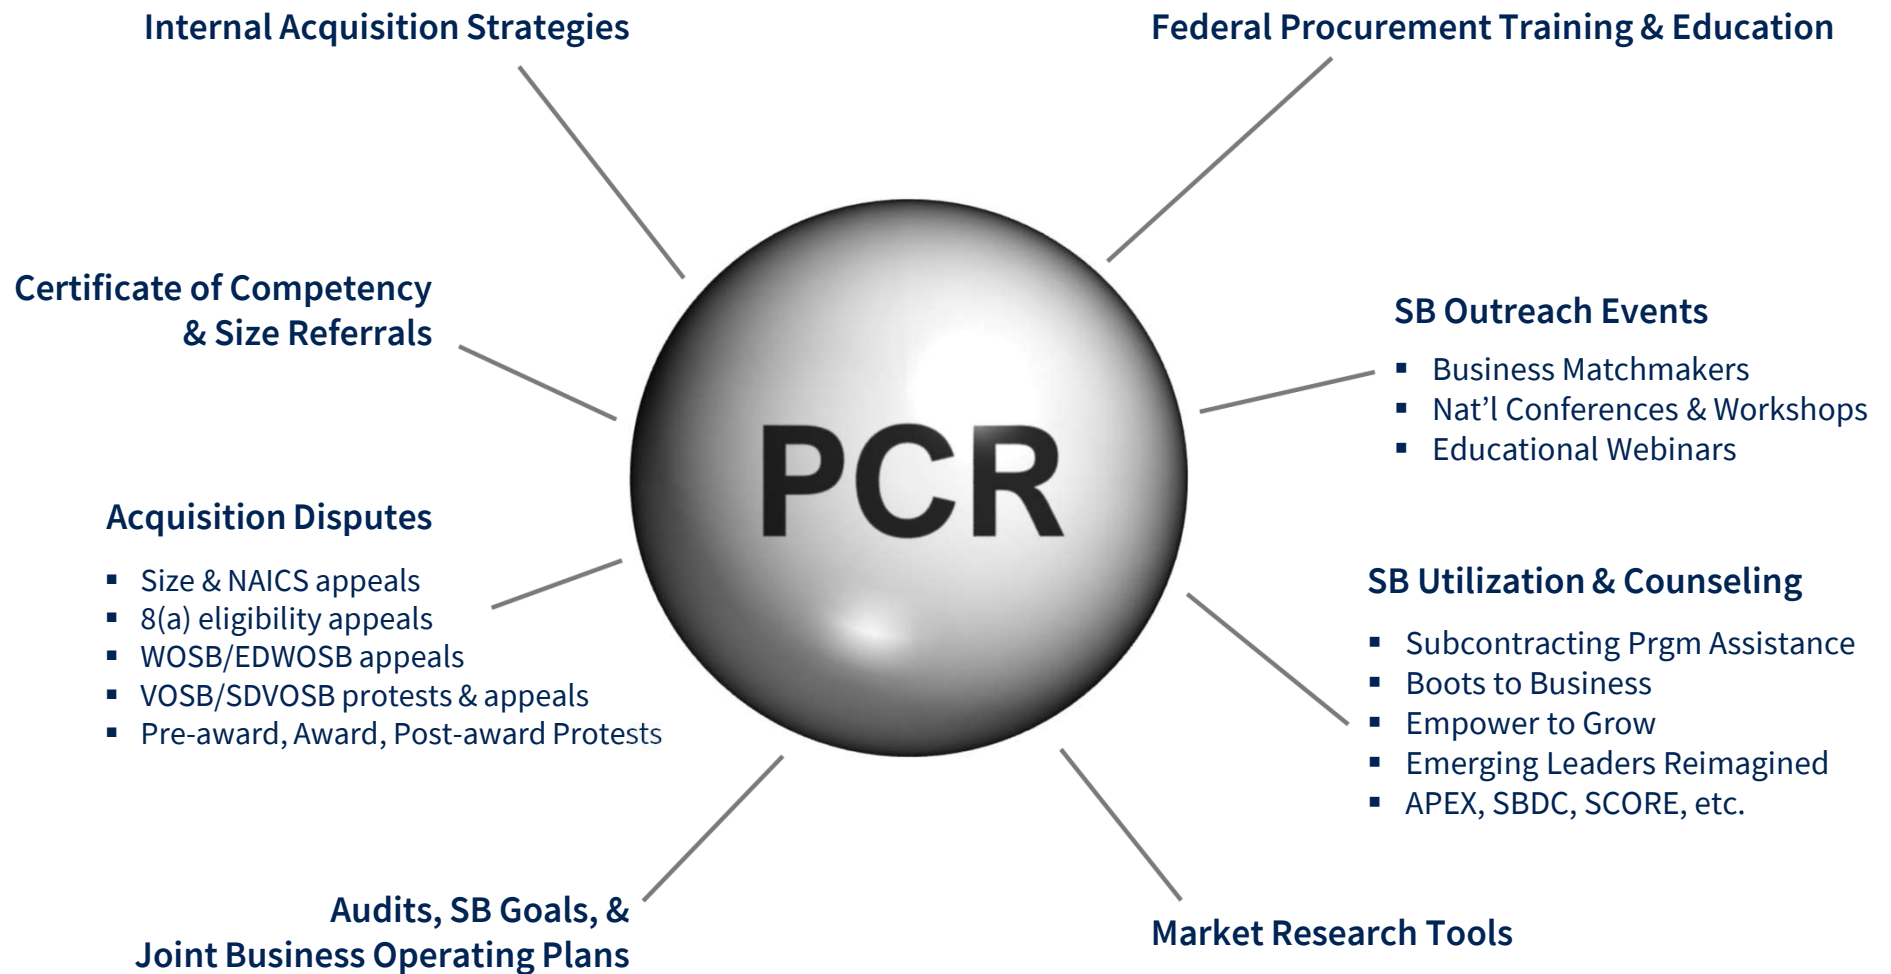 Internal Acquisition Strategies
Federal Procurement Training & Education
Certificate of Competency
& Size Referrals
SB Outreach Events
▪ Business Matchmakers
▪ Nat’l Conferences & Workshops
▪ Educational Webinars
PCR
Acquisition Disputes
▪ Size & NAICS appeals
▪ 8(a) eligibility appeals
▪ WOSB/EDWOSB appeals
▪ VOSB/SDVOSB protests & appeals
▪ Pre-award, Award, Post-award Protests
SB Utilization & Counseling
▪ Subcontracting Prgm Assistance
▪ Boots to Business
▪ Empower to Grow
▪ Emerging Leaders Reimagined
▪ APEX, SBDC, SCORE, etc.
Audits, SB Goals, &
Joint Business Operating Plans
Market Research Tools